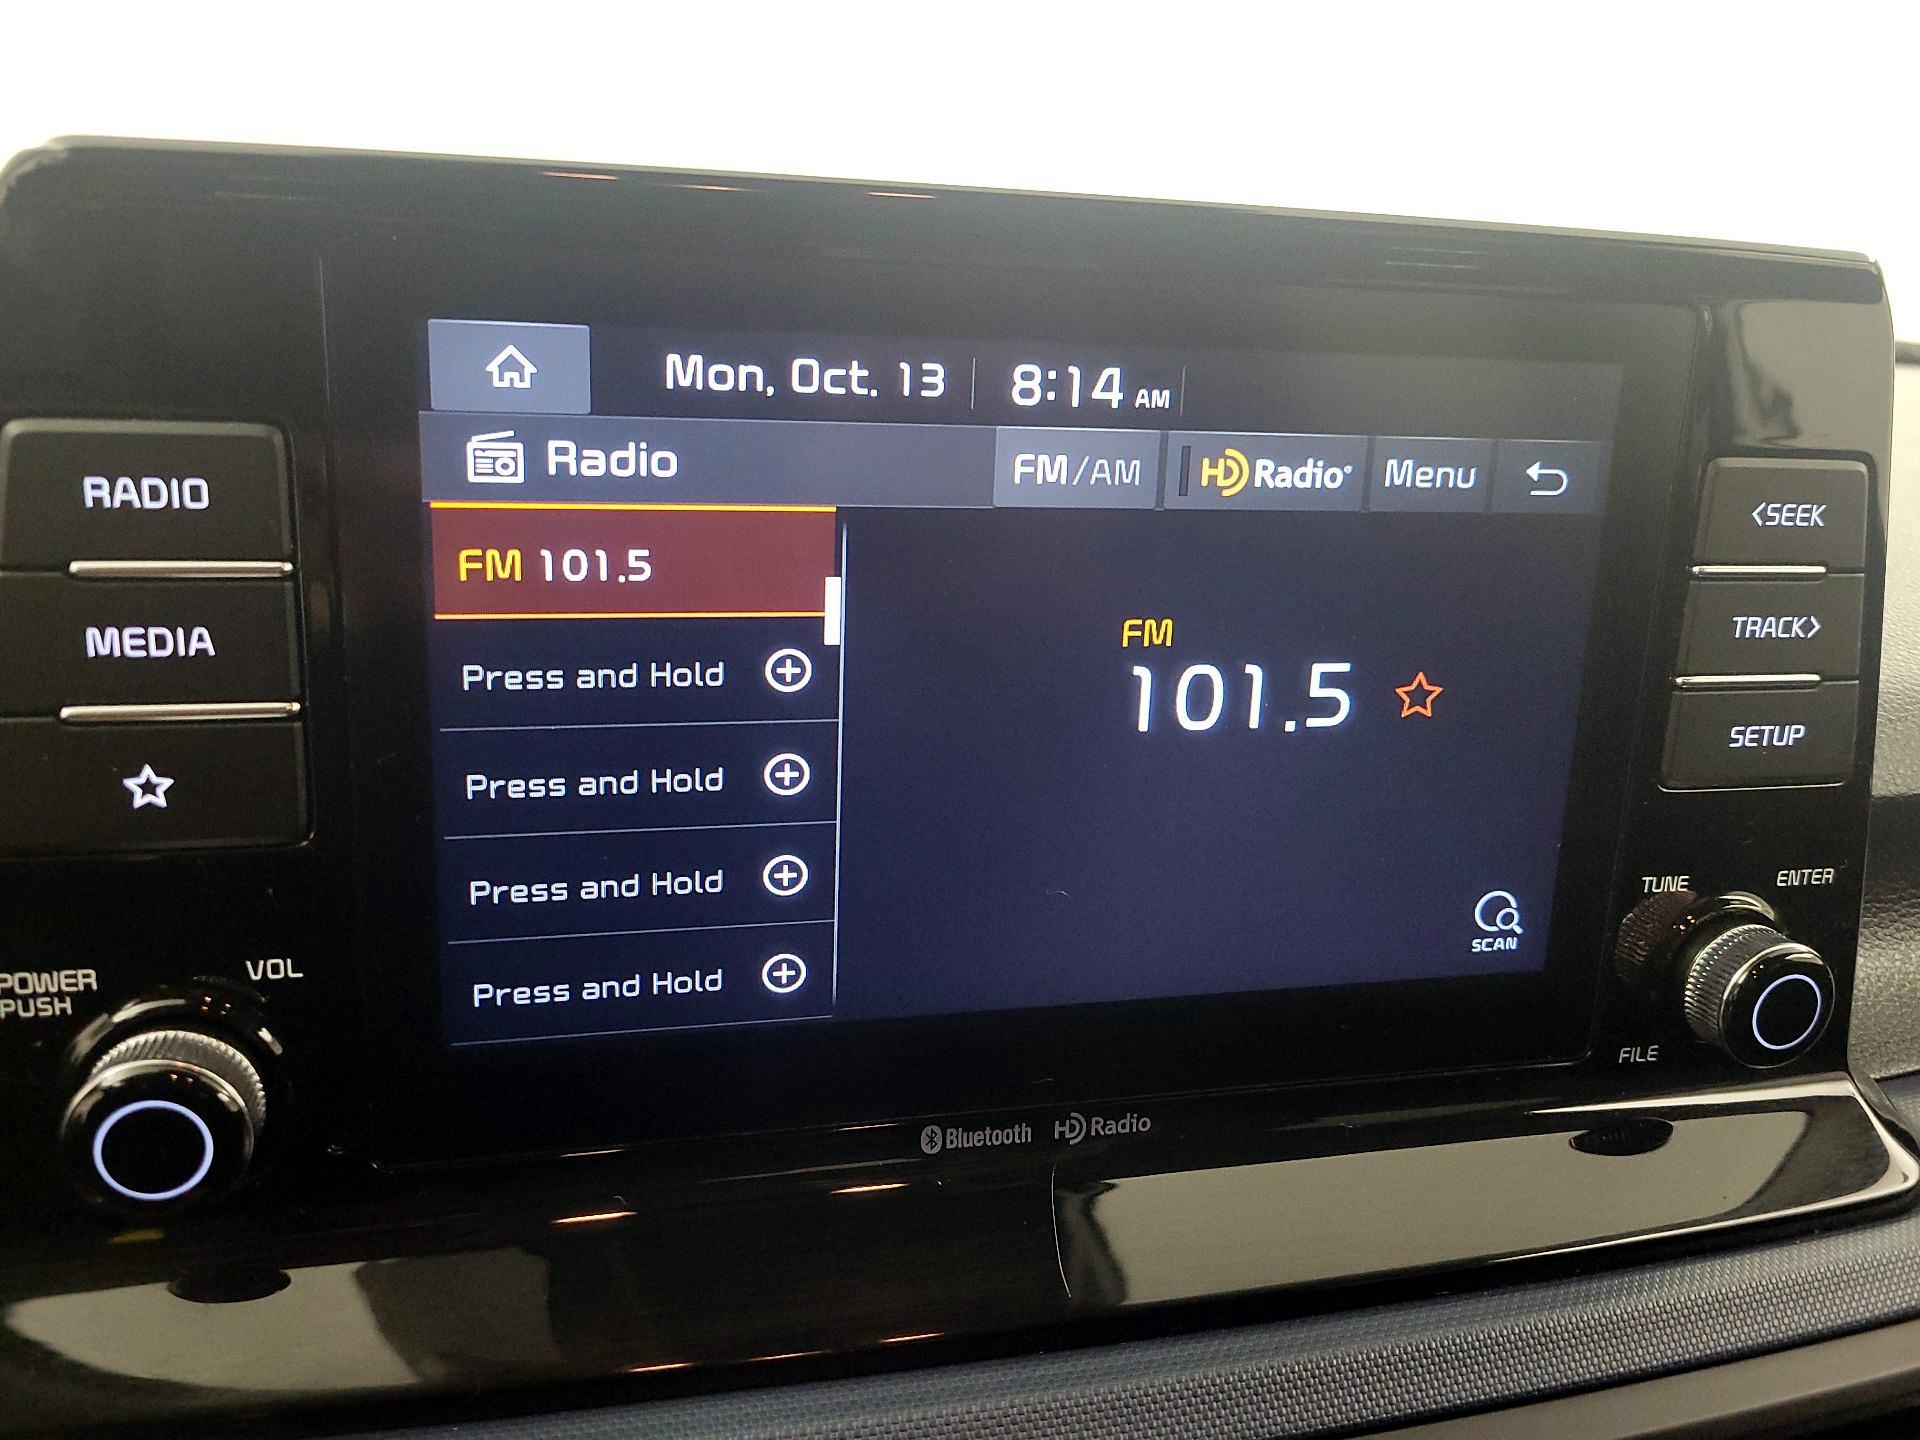 Mon, Oct. 13
8:14 AM
Radio
FM/AM
HD Radio
Menu
FM 101.5
Press and Hold
Press and Hold
Press and Hold
Press and Hold
FM
101.5
SCAN
RADIO
MEDIA
POWER
PUSH
VOL
<SEEK
TRACK>
SETUP
TUNE
ENTER
FILE
Bluetooth
HD Radio